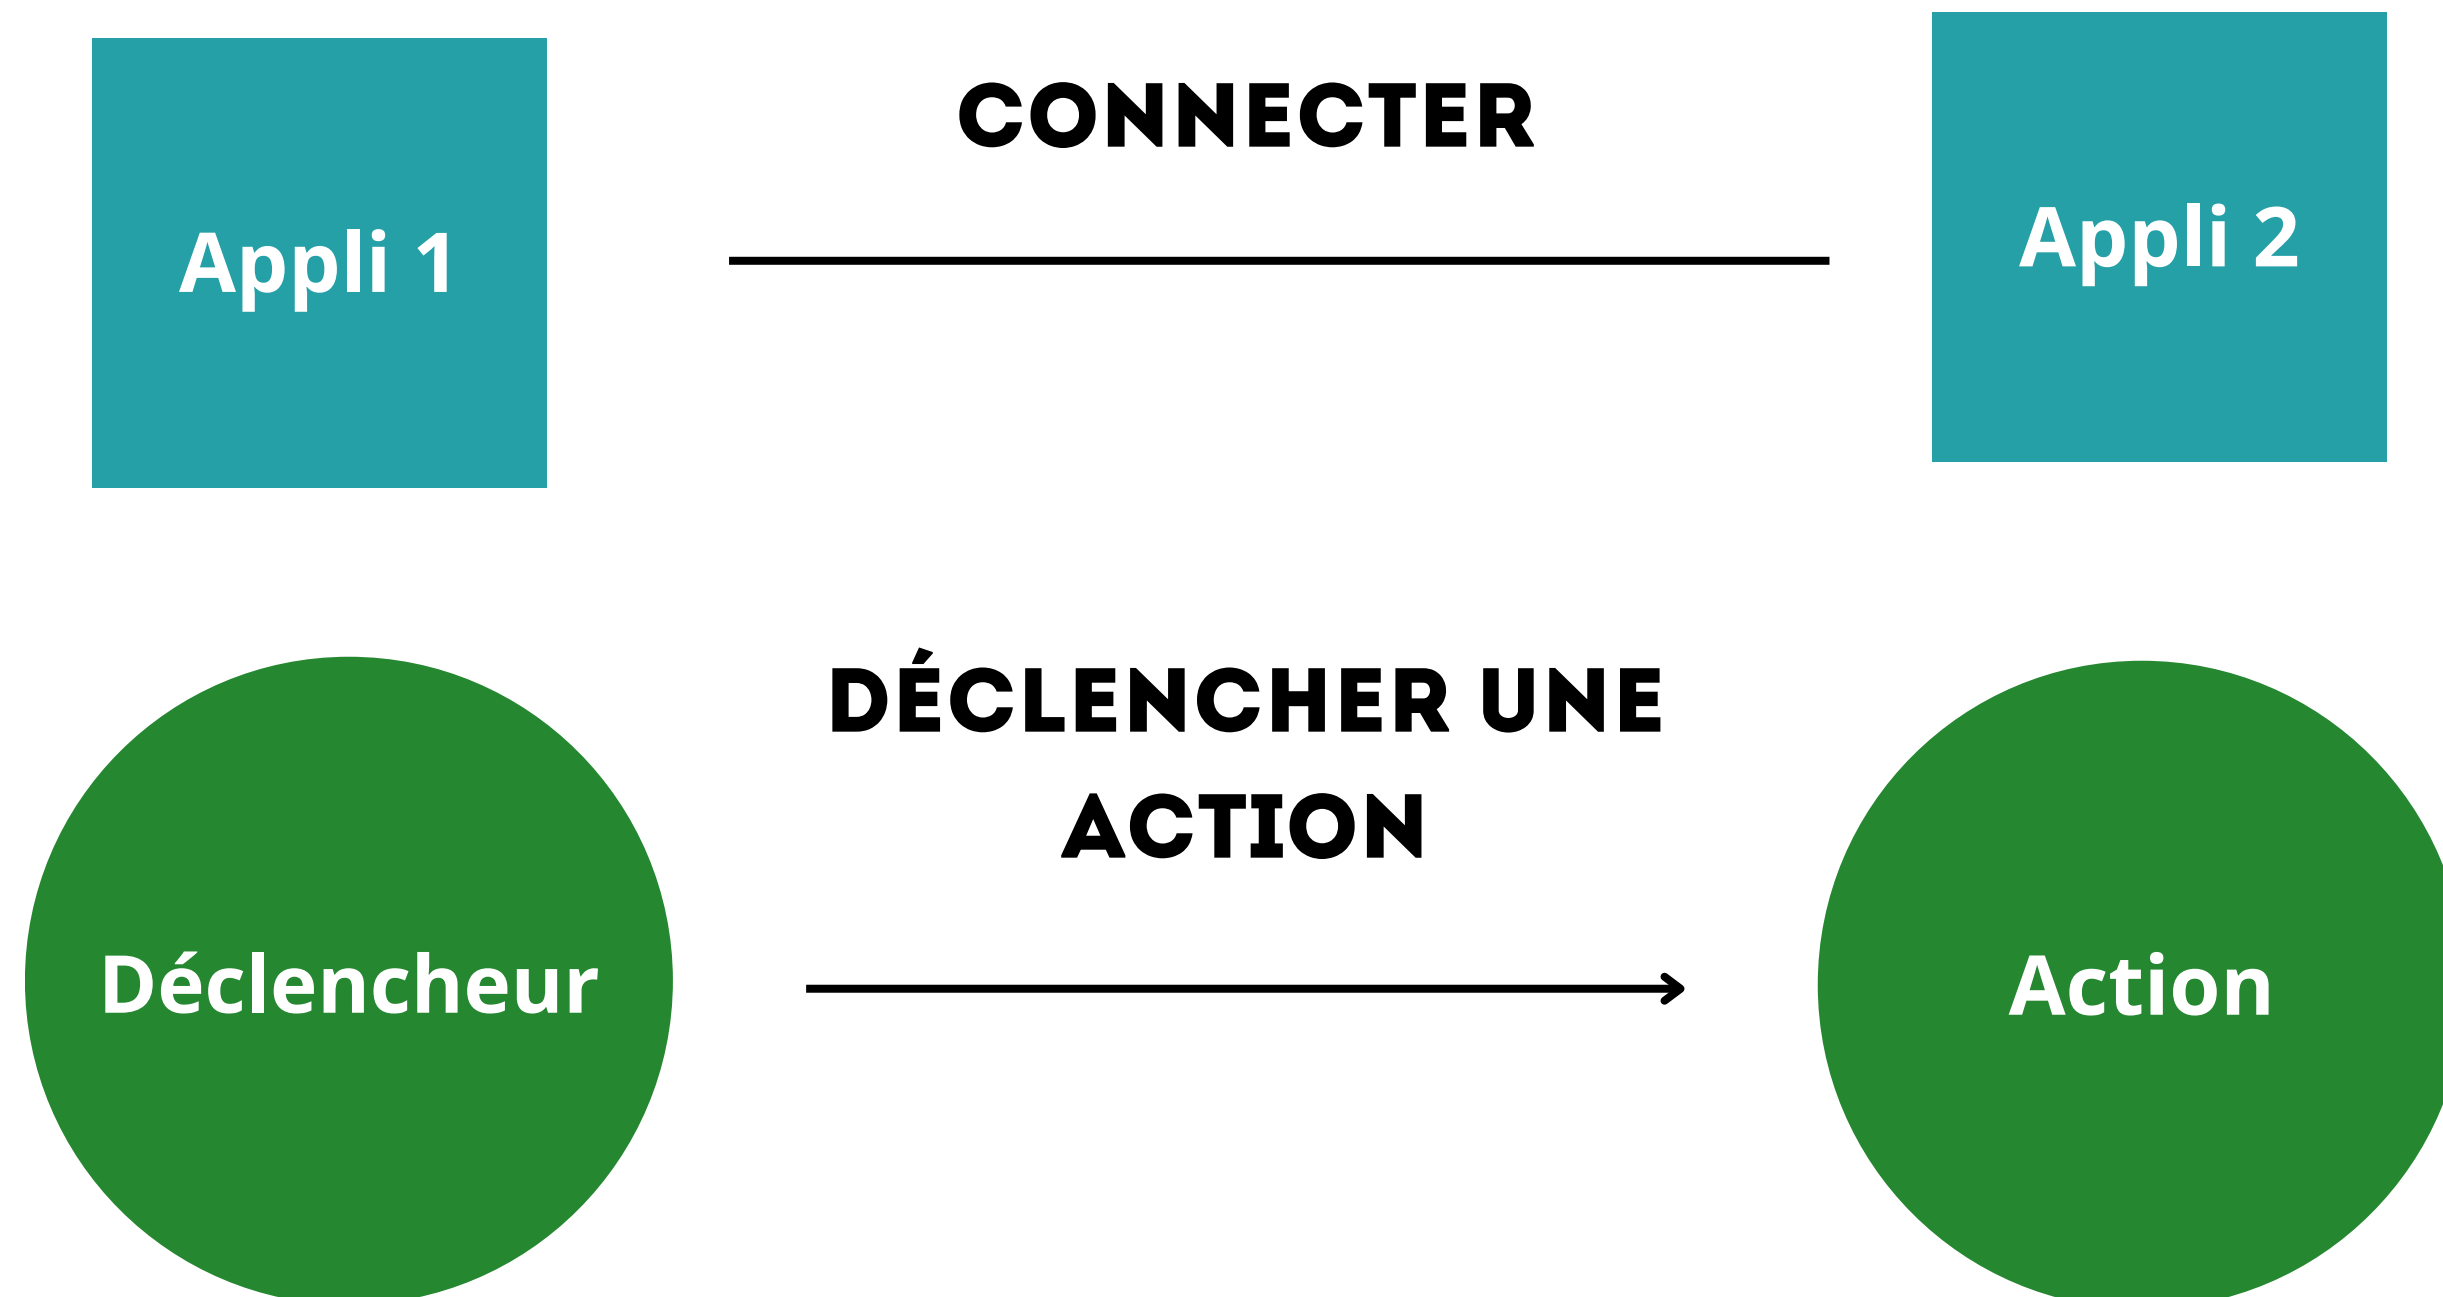 CONNECTER
Appli 1
Appli 2
DÉCLENCHER UNE
ACTION
Déclencheur
Action